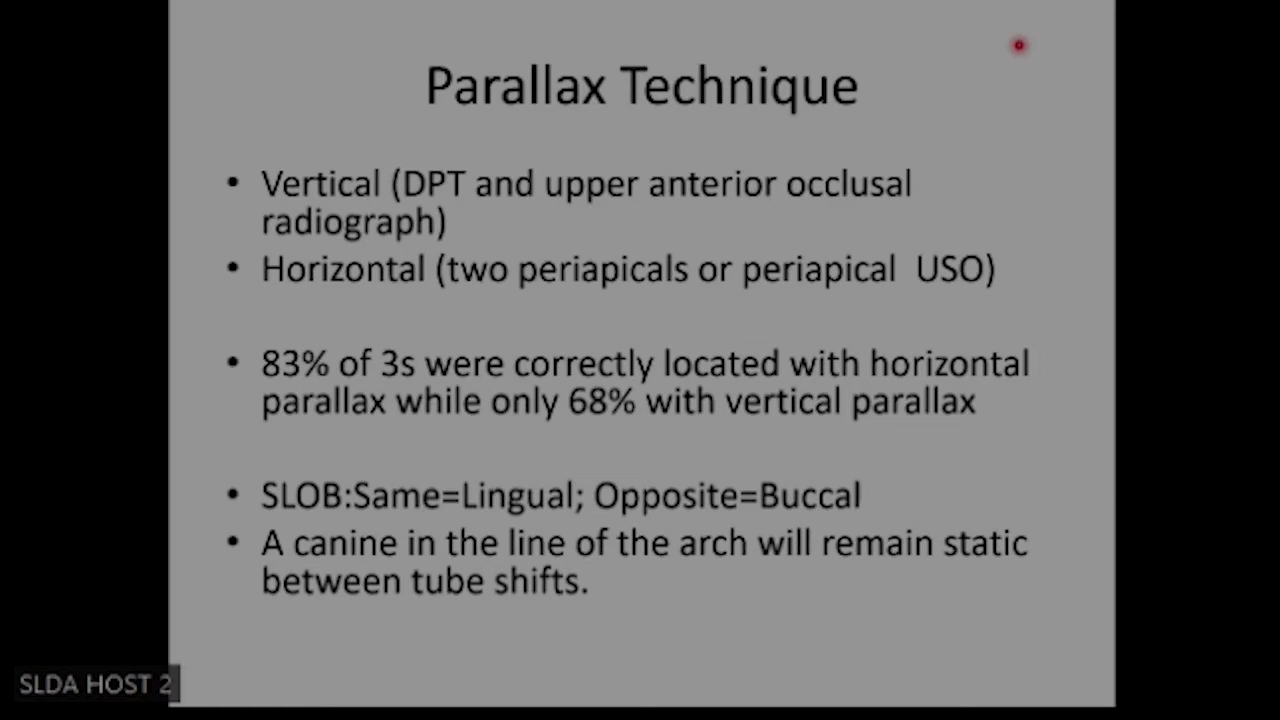 Parallax Technique
• Vertical (DPT and upper anterior occlusal
radiograph)
• Horizontal (two periapicals or periapical  USO)
• 83% of 3s were correctly located with horizontal
parallax while only 68% with vertical parallax
• SLOB:Same=Lingual; Opposite=Buccal
• A canine in the line of the arch will remain static
between tube shifts.
SLDA HOST 2